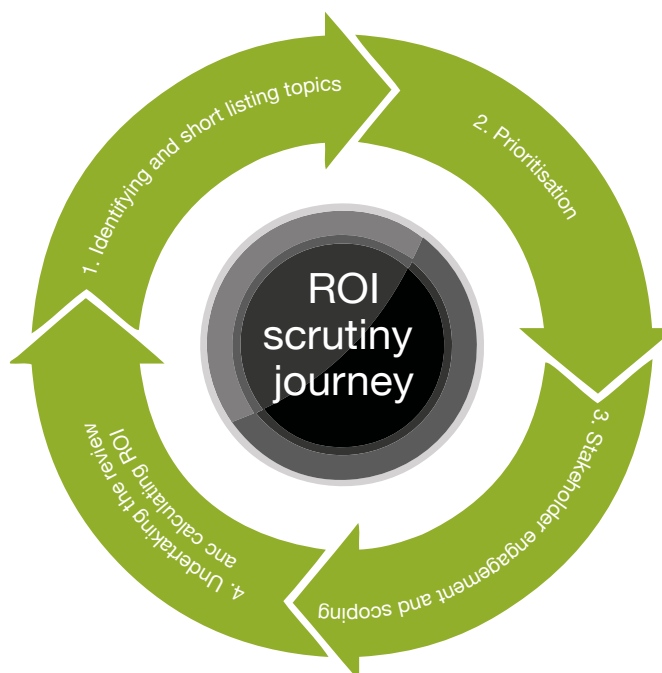 1. Identifying and short listing topics
2. Prioritisation
3. Stakeholder engagement and scoping
4. Undertaking the review
anc calculating ROI
ROI
scrutiny
journey